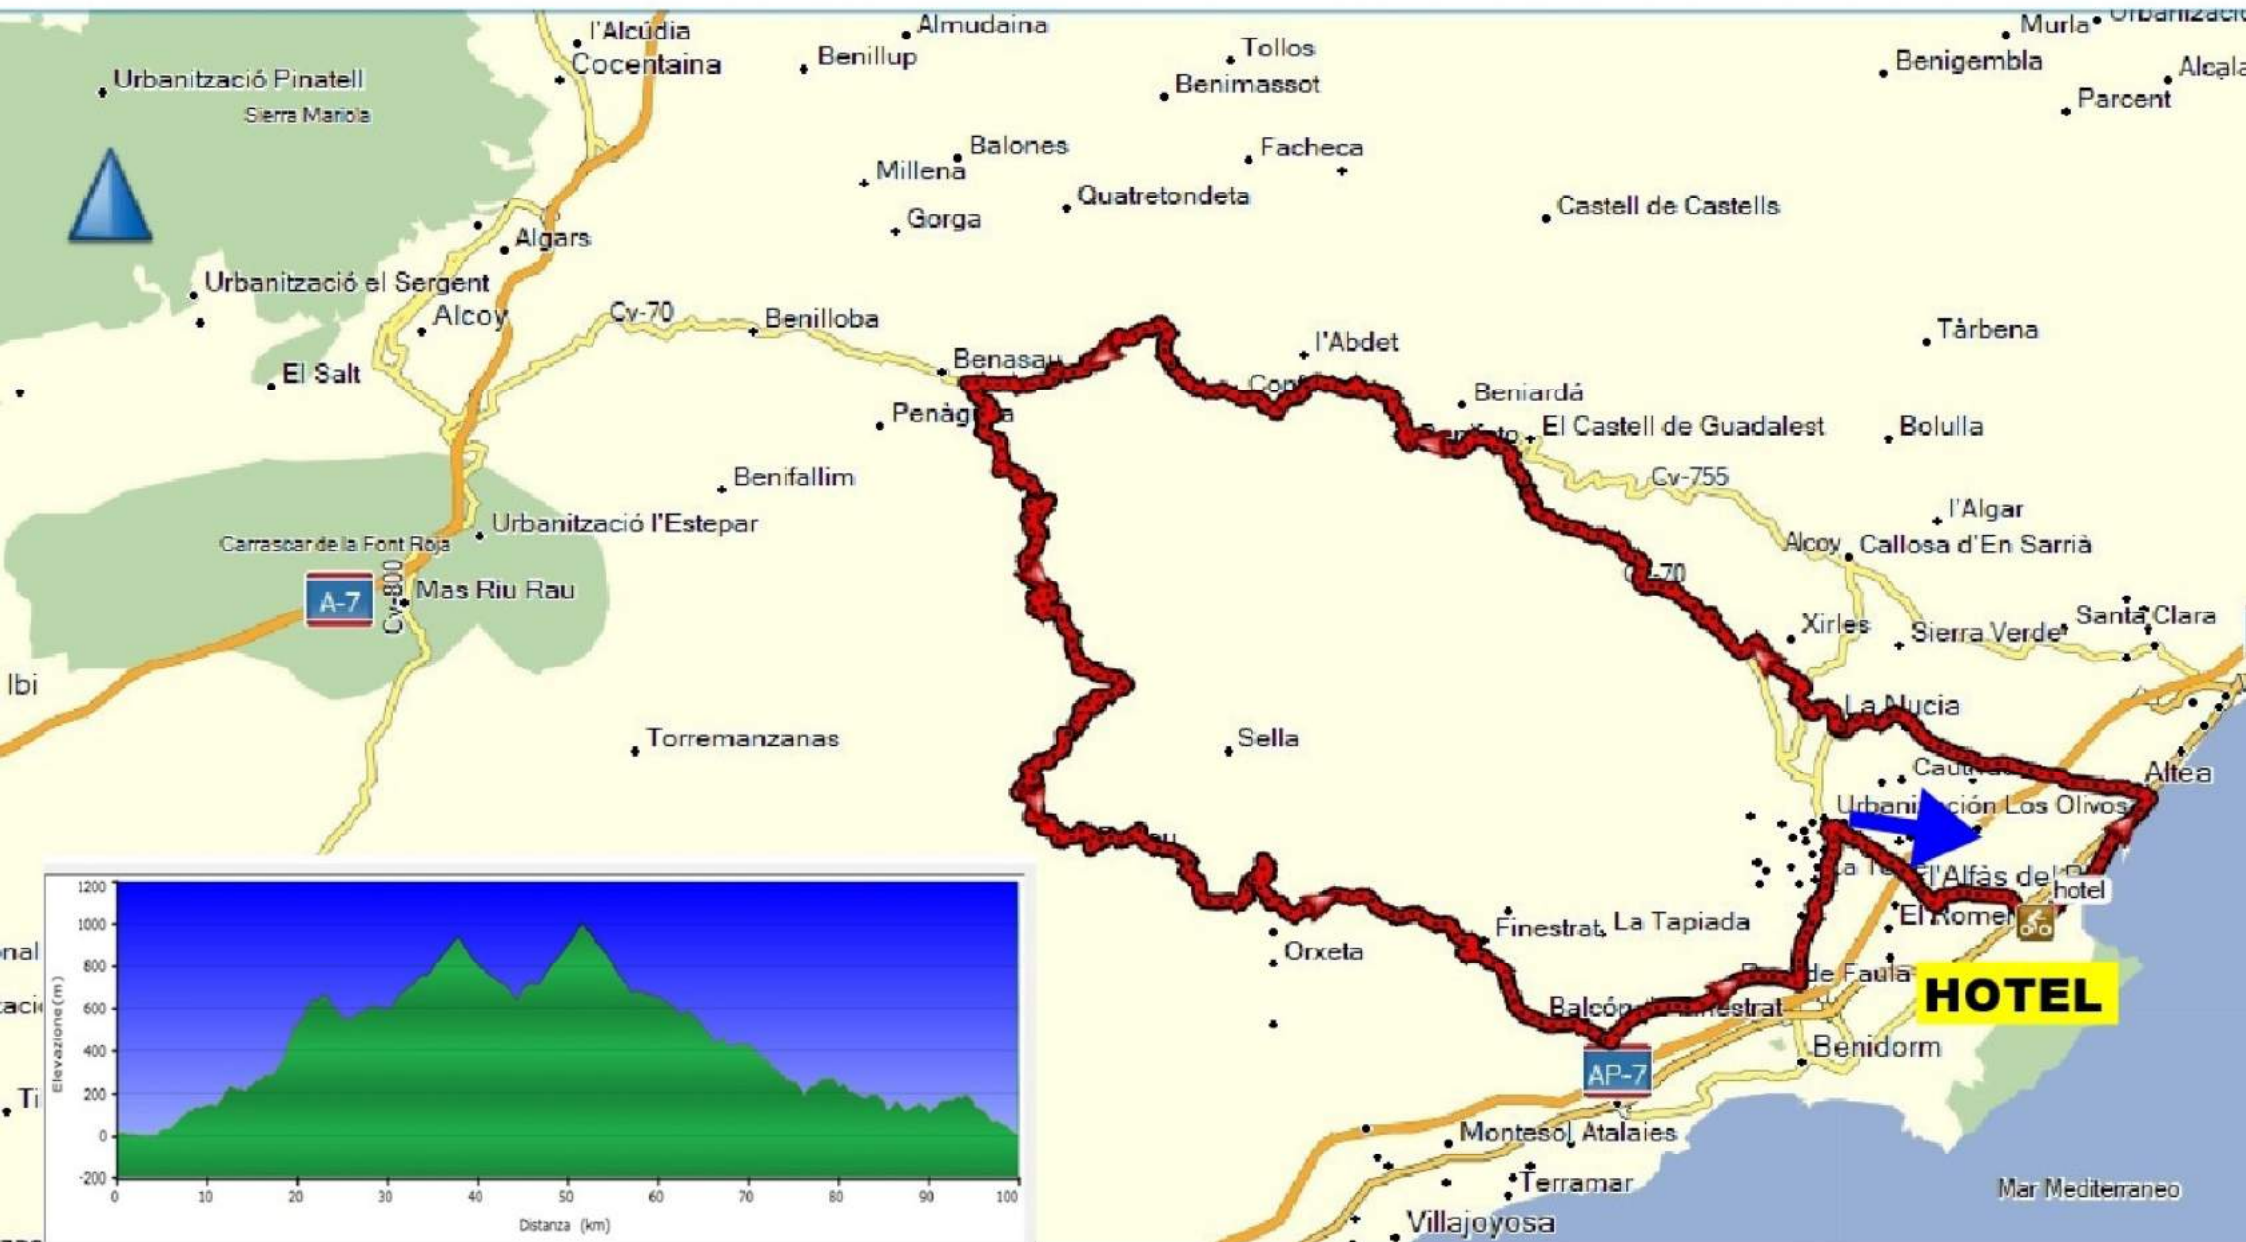 l'Alcúdia
Almudaina
Murla
Cocentaina
Benillup
Tollos
Benigembla
Urbanització Pinatell
Benimassot
Parcent
Sierra Mariola
Balones
Facheca
Millena
Quatretondeta
Castell de Castells
Gorga
Algars
Urbanització el Sergent
Alcoy
Cv-70
Benilloba
Tàrbena
l'Abdet
Benasau
El Salt
Beniardá
Penàguila
El Castell de Guadalest
Bolulla
Benifallim
Cv-755
l'Algar
Urbanització l'Estepar
Carrascar de la Font Roja
Alcoy
Callosa d'En Sarrià
A-7
Cv-800
Mas Riu Rau
Santa Clara
Xirles
Sierra Verde
Ibi
La Nucia
Torremanzanas
Sella
Altea
Urbanización Los Olivos
l'Alfàs del
hotel
El Romer
Finestrat
La Tapiada
Orxeta
de Faula
HOTEL
Benidorm
AP-7
Montesol
Atalaies
Terramar
Mar Mediterraneo
Villajoyosa
1200
1000
800
600
400
200
0
-200
Elevazione (m)
0 10 20 30 40 50 60 70 80 90 100
Distanza (km)